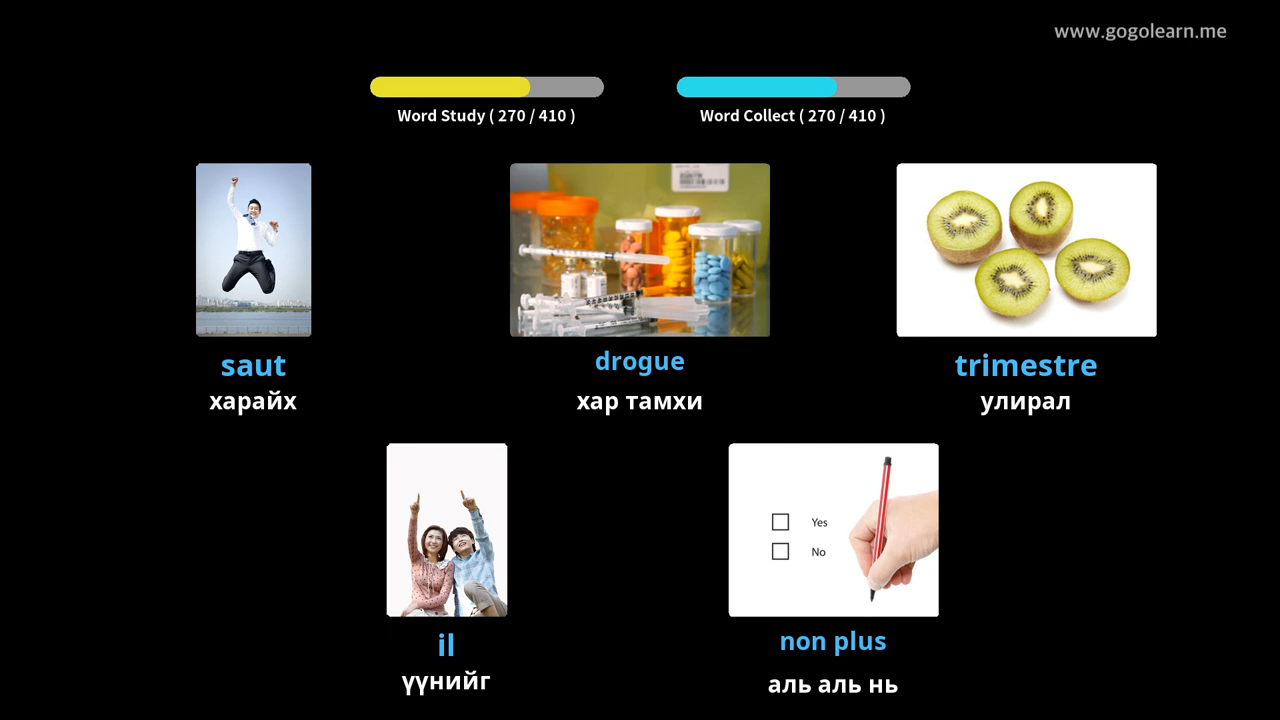 www.gogolearn.me
Word Study ( 270 / 410 )
Word Collect ( 270 / 410 )
saut
харайх
drogue
хар тамхи
trimestre
улирал
Yes
No
il
үүнийг
non plus
аль аль нь